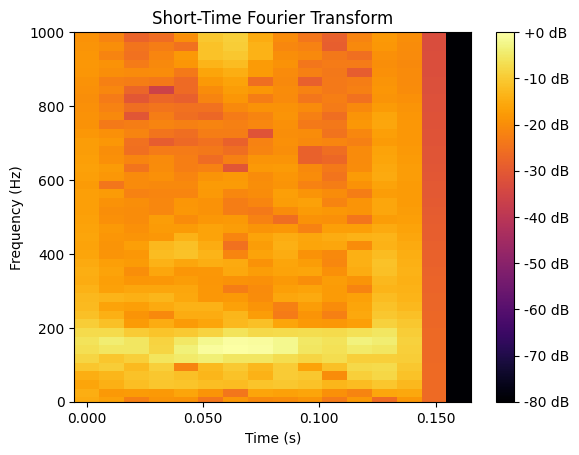 Short-Time Fourier Transform
1000
800
600
400
200
0
Frequency (Hz)
0.000
0.050
0.100
0.150
Time (s)
+0 dB
-10 dB
-20 dB
-30 dB
-40 dB
-50 dB
-60 dB
-70 dB
-80 dB